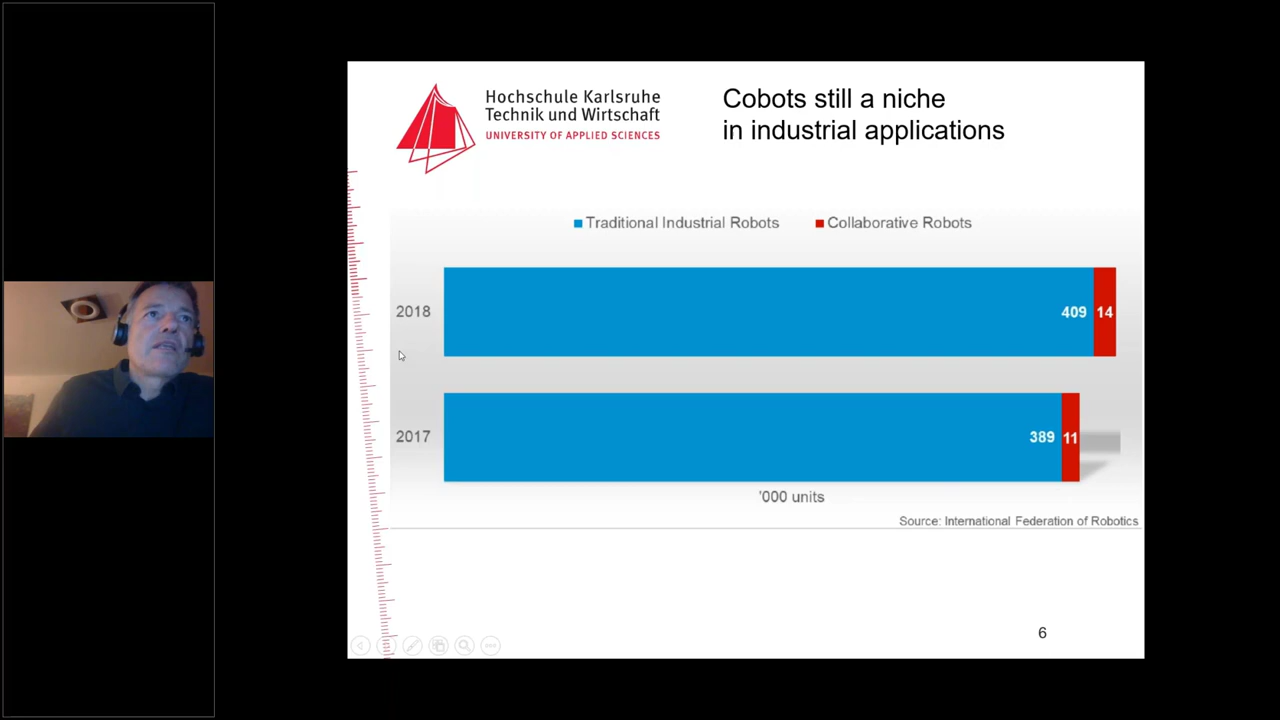 Hochschule Karlsruhe
Technik und Wirtschaft
UNIVERSITY OF APPLIED SCIENCES
Cobots still a niche
in industrial applications
Traditional Industrial Robots
Collaborative Robots
2018
409
14
2017
389
11
'000 units
Source: International Federation of Robotics
6